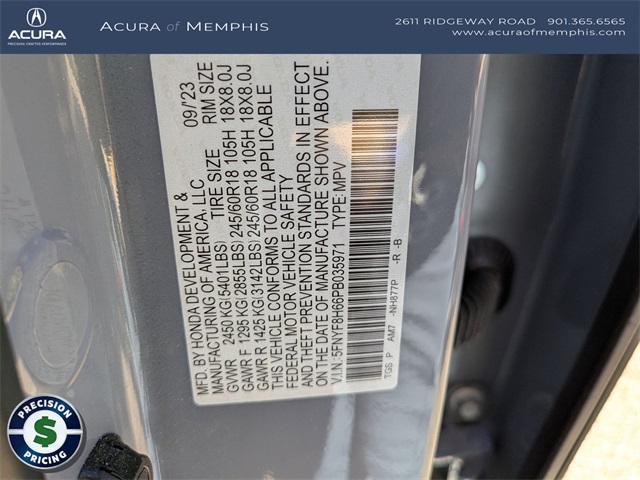 ACURA
PRECISION CRAFTED PERFORMANCE
ACURA of MEMPHIS
2611 RIDGEWAY ROAD 901.365.6565
www.acuraofmemphis.com
MFD. BY HONDA DEVELOPMENT & 09/'23
MANUFACTURING OF AMERICA, LLC
TIRE SIZE RIM SIZE
GVWR 2450 KG(5401LBS)
GAWR F 1295 KG(2855LBS) 245/60R18 105H 18X8.0J
GAWR R 1425 KG(3142LBS) 245/60R18 105H 18X8.0J
THIS VEHICLE CONFORMS TO ALL APPLICABLE
FEDERAL MOTOR VEHICLE SAFETY
AND THEFT PREVENTION STANDARDS IN EFFECT
ON THE DATE OF MANUFACTURE SHOWN ABOVE.
V.I.N.: 5FNYF8H66PB035971 TYPE: MPV
TGS P AM7 -NH877P -R -B
PRECISION
$
PRICING